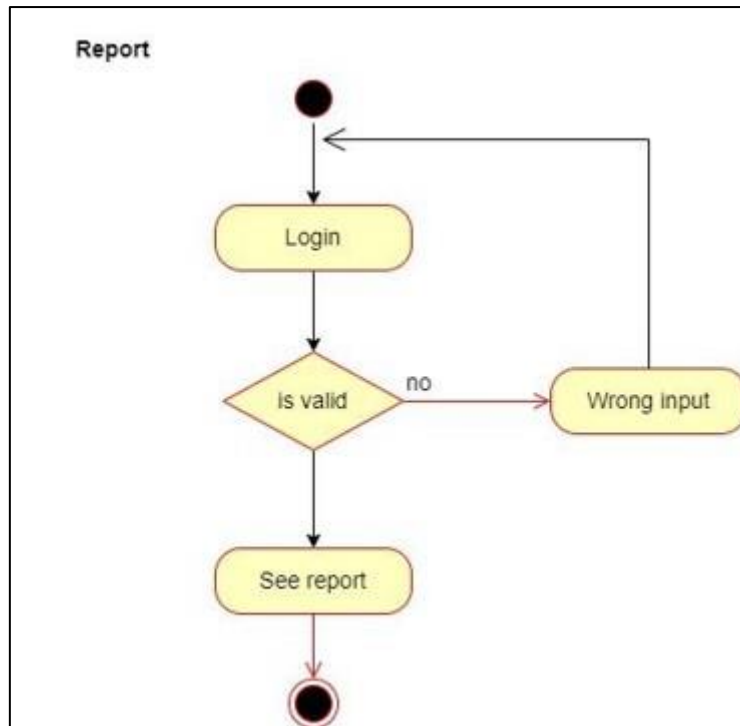 Report
Login
is valid
no
Wrong input
See report